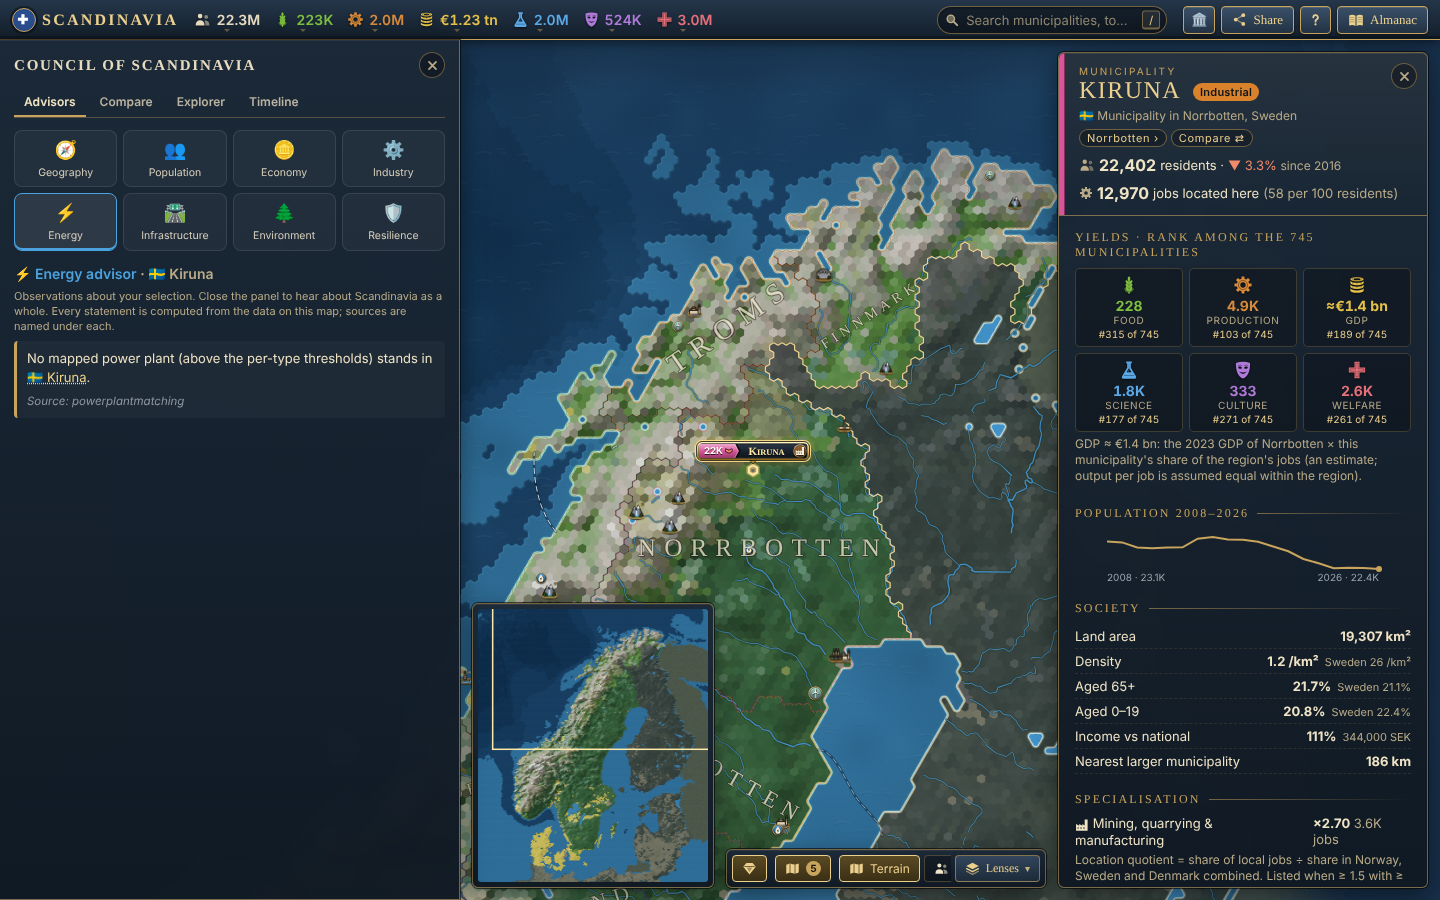 SCANDINAVIA
22.3M
223K
2.0M
€1.23 tn
2.0M
524K
3.0M
Search municipalities, to...
/
Share
?
Almanac
COUNCIL OF SCANDINAVIA
Advisors
Compare
Explorer
Timeline
Geography
Population
Economy
Industry
Energy
Infrastructure
Environment
Resilience
Energy advisor · Kiruna
Observations about your selection. Close the panel to hear about Scandinavia as a
whole. Every statement is computed from the data on this map; sources are
named under each.
No mapped power plant (above the per-type thresholds) stands in
Kiruna.
Source: powerplantmatching
TROMS
FINNMARK
22K
KIRUNA
NORRBOTTEN
5
Terrain
Lenses
MUNICIPALITY
KIRUNA
Industrial
Municipality in Norrbotten, Sweden
Norrbotten ›
Compare ⇄
22,402 residents · ▼ 3.3% since 2016
12,970 jobs located here (58 per 100 residents)
YIELDS · RANK AMONG THE 745
MUNICIPALITIES
228
FOOD
#315 of 745
4.9K
PRODUCTION
#103 of 745
≈€1.4 bn
GDP
#189 of 745
1.8K
SCIENCE
#177 of 745
333
CULTURE
#271 of 745
2.6K
WELFARE
#261 of 745
GDP ≈ €1.4 bn: the 2023 GDP of Norrbotten × this
municipality's share of the region's jobs (an estimate;
output per job is assumed equal within the region).
POPULATION 2008–2026
2008 · 23.1K
2026 · 22.4K
SOCIETY
Land area 19,307 km²
Density 1.2 /km² Sweden 26 /km²
Aged 65+ 21.7% Sweden 21.1%
Aged 0–19 20.8% Sweden 22.4%
Income vs national 111% 344,000 SEK
Nearest larger municipality 186 km
SPECIALISATION
Mining, quarrying & ×2.70 3.6K
manufacturing jobs
Location quotient = share of local jobs ÷ share in Norway,
Sweden and Denmark combined. Listed when ≥ 1.5 with ≥